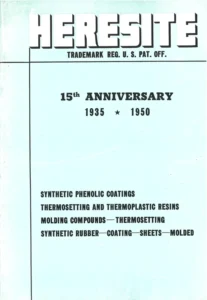 HERESITE
TRADEMARK REG. U. S. PAT. OFF.
15th ANNIVERSARY
1935 ★ 1950
SYNTHETIC PHENOLIC COATINGS
THERMOSETTING AND THERMOPLASTIC RESINS
MOLDING COMPOUNDS—THERMOSETTING
SYNTHETIC RUBBER—COATING—SHEETS—MOLDED